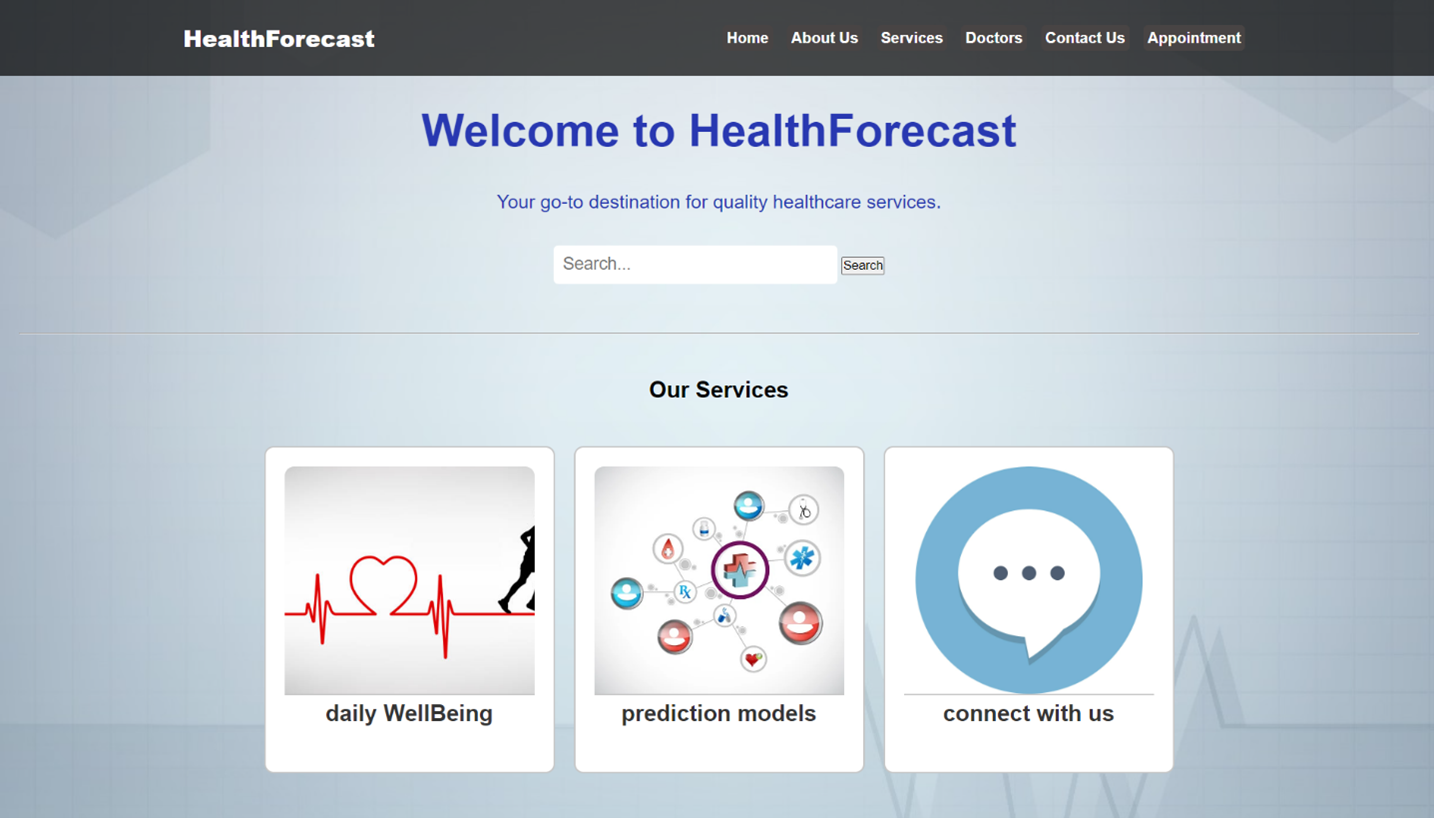 HealthForecast
Home About Us Services Doctors Contact Us Appointment
Welcome to HealthForecast
Your go-to destination for quality healthcare services.
Search... Search
Our Services
Rx
daily WellBeing prediction models connect with us